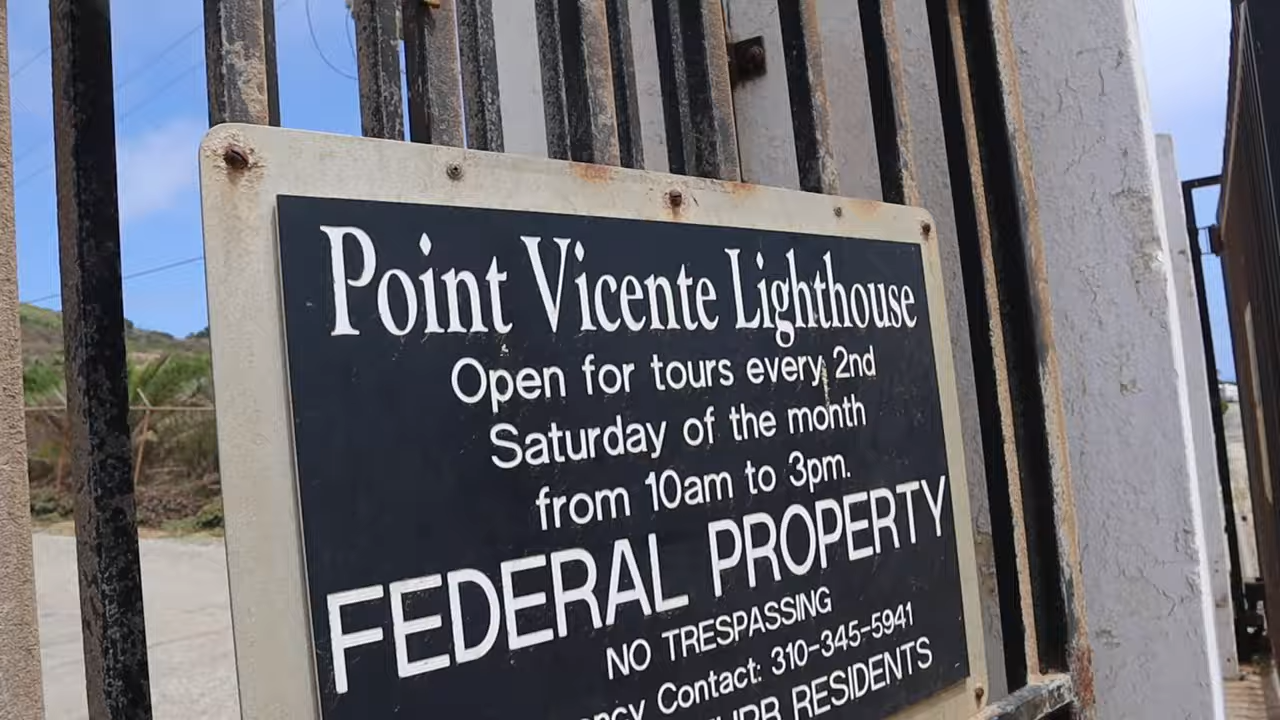 Point Vicente Lighthouse
Open for tours every 2nd
Saturday of the month
from 10am to 3pm.
FEDERAL PROPERTY
NO TRESPASSING
Contact: 310-345-5941
RESIDENTS